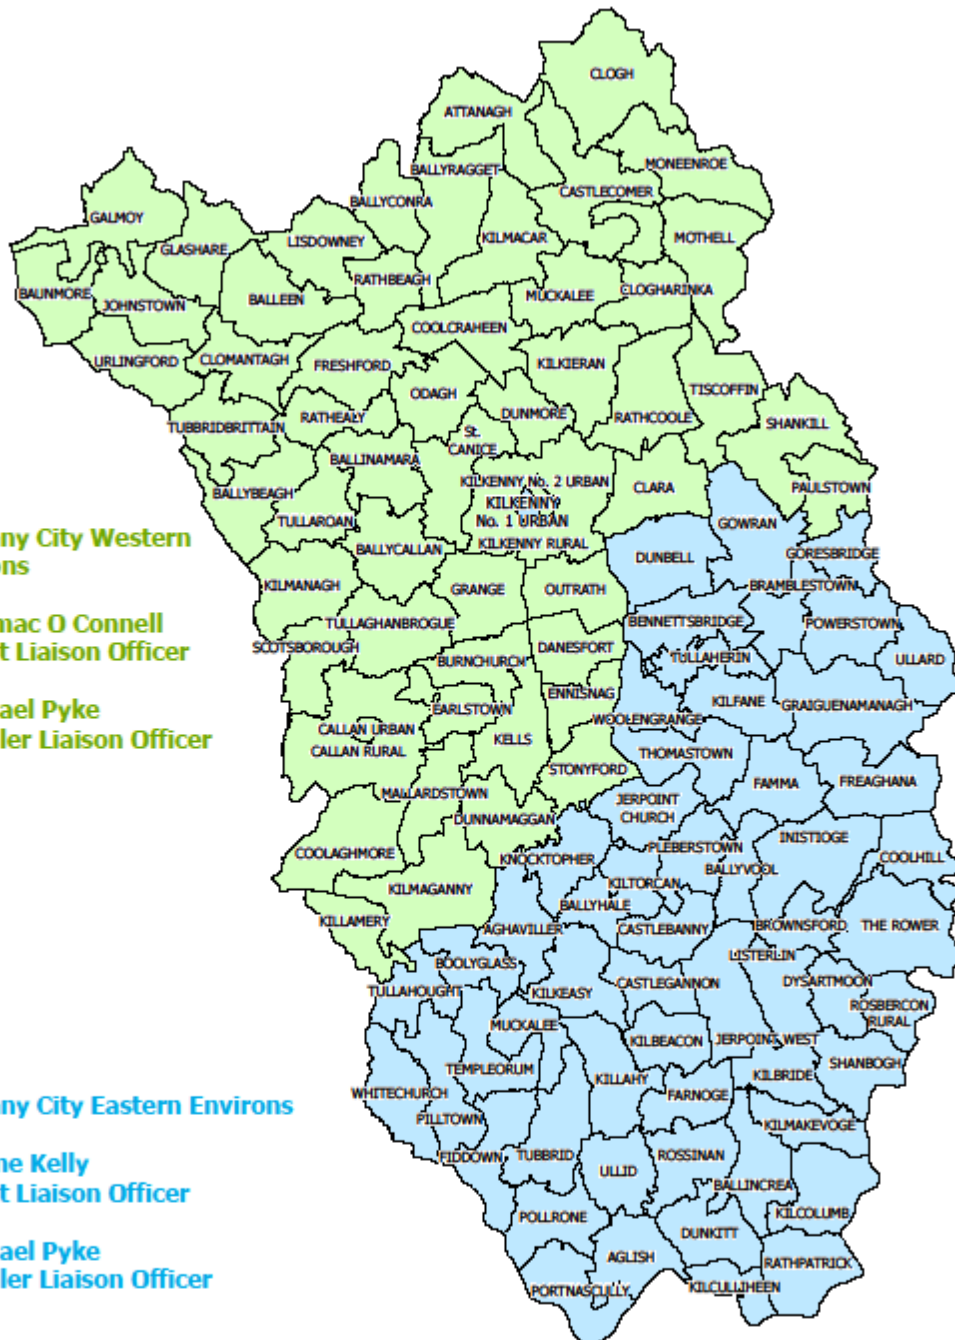 CLOGH
ATTANAGH
MONEENROE
BALLYRAGGET
CASTLECOMER
BALLYCONRA
GALMOY
LISDOWNEY
KILMACAR
MOTHELL
GLASHARE
RATHBEAGH
BAUNMORE
JOHNSTOWN
BALLEEN
MUCKALEE
CLOGHARINKA
COOLCRAHEEN
URLINGFORD
CLOMANTAGH
FRESHFORD
KILKIERAN
ODAGH
TISCOFFIN
TUBBRIDBRITTAIN
RATHEALY
DUNMORE
RATHCOOLE
SHANKILL
St.
CANICE
BALLINAMARA
KILKENNY No. 2 URBAN
CLARA
PAULSTOWN
BALLYBEAGH
KILKENNY
No. 1 URBAN
TULLAROAN
GOWRAN
ny City Western
ns
KILKENNY RURAL
BALLYCALLAN
DUNBELL
GORESBRIDGE
KILMANAGH
GRANGE
OUTRATH
BRAMBLESTOWN
mac O Connell
t Liaison Officer
TULLAGHANBROGUE
BENNETTSBRIDGE
POWERSTOWN
SCOTSBOROUGH
DANESFORT
BURNCHURCH
TULLAHERIN
ULLARD
ENNISNAG
KILFANE
GRAIGUENAMANAGH
ael Pyke
ler Liaison Officer
EARLSTOWN
WOOLENGRANGE
CALLAN URBAN
CALLAN RURAL
KELLS
THOMASTOWN
STONYFORD
FAMMA
FREAGHANA
MALLARDSTOWN
JERPOINT
CHURCH
DUNNAMAGGAN
INISTIOGE
PLEBERSTOWN
COOLAGHMORE
KNOCKTOPHER
BALLYVOOL
COOLHILL
KILMAGANNY
KILTORCAN
BALLYHALE
KILLAMERY
AGHAVILLER
CASTLEBANNY
BROWNSFORD
THE ROWER
LISTERLIN
BOOLYGLASS
TULLAHOUGHT
KILKEASY
CASTLEGANNON
DYSARTMOON
ROSBERCON
RURAL
MUCKALEE
KILBEACON
JERPOINT WEST
SHANBOGH
TEMPLEORUM
KILLAHY
KILBRIDE
WHITECHURCH
FARNOGE
ny City Eastern Environs
PILLTOWN
KILMAKEVOGE
FIDDOWN
TUBBRID
ROSSINAN
ne Kelly
t Liaison Officer
ULLID
BALLINCREA
POLLRONE
KILCOLUMB
DUNKITT
ael Pyke
ler Liaison Officer
AGLISH
RATHPATRICK
PORTNASCULLY
KILCULLIHEEN